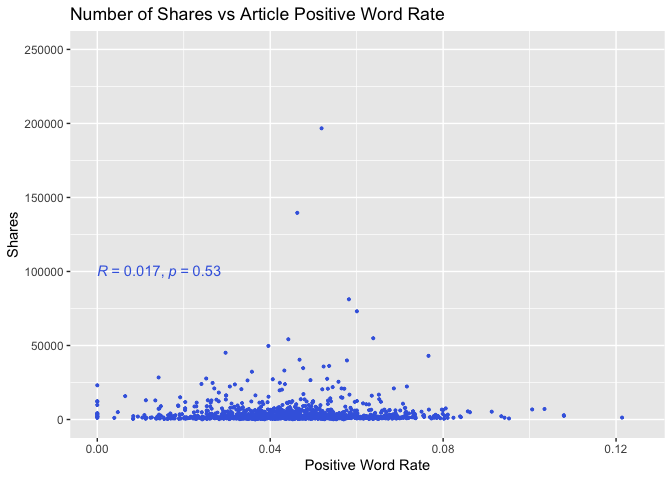 Number of Shares vs Article Positive Word Rate
250000
200000
150000
100000
50000
0
Shares
R = 0.017, p = 0.53
0.00 0.04 0.08 0.12
Positive Word Rate